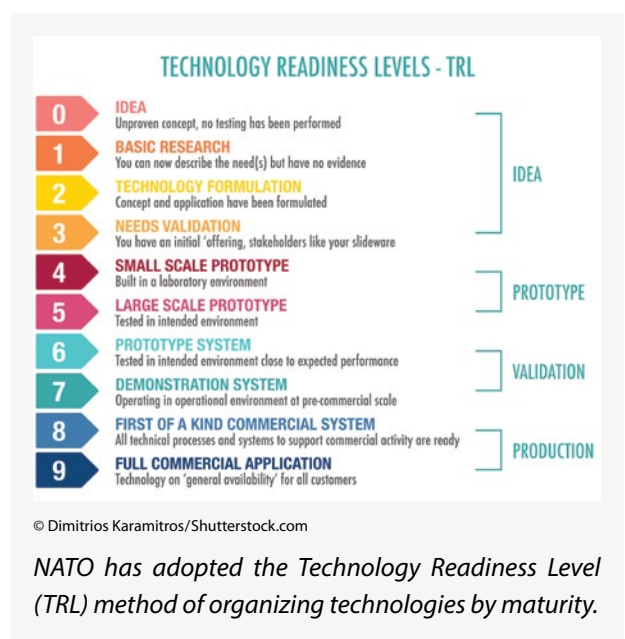 TECHNOLOGY READINESS LEVELS - TRL
0
IDEA
Unproven concept, no testing has been performed
1
BASIC RESEARCH
You can now describe the need(s) but have no evidence
2
TECHNOLOGY FORMULATION
Concept and application have been formulated
3
NEEDS VALIDATION
You have an initial ‘offering, stakeholders like your slideware
IDEA
4
SMALL SCALE PROTOTYPE
Built in a laboratory environment
5
LARGE SCALE PROTOTYPE
Tested in intended environment
PROTOTYPE
6
PROTOTYPE SYSTEM
Tested in intended environment close to expected performance
7
DEMONSTRATION SYSTEM
Operating in operational environment at pre-commercial scale
VALIDATION
8
FIRST OF A KIND COMMERCIAL SYSTEM
All technical processes and systems to support commercial activity are ready
9
FULL COMMERCIAL APPLICATION
Technology on ‘general availability’ for all customers
PRODUCTION
© Dimitrios Karamitros/Shutterstock.com
NATO has adopted the Technology Readiness Level
(TRL) method of organizing technologies by maturity.